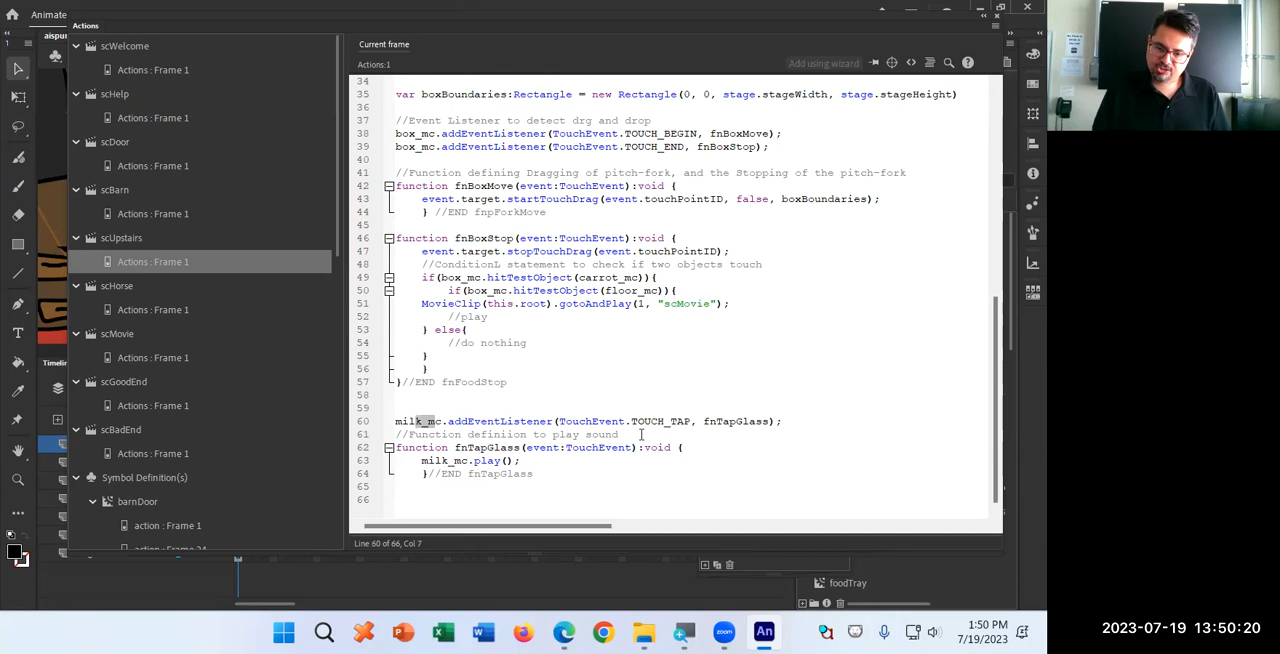 Animate
Actions
aispu
scWelcome
Actions : Frame 1
scHelp
Actions : Frame 1
scDoor
Actions : Frame 1
scBarn
Actions : Frame 1
scUpstairs
Actions : Frame 1
scHorse
Actions : Frame 1
scMovie
Actions : Frame 1
scGoodEnd
Actions : Frame 1
scBadEnd
Actions : Frame 1
Symbol Definition(s)
barnDoor
action : Frame 1
action : Frame 24
Timelin
Current frame
Actions:1
Add using wizard
34
35 var boxBoundaries:Rectangle = new Rectangle(0, 0, stage.stageWidth, stage.stageHeight)
36
37 //Event Listener to detect drg and drop
38 box_mc.addEventListener(TouchEvent.TOUCH_BEGIN, fnBoxMove);
39 box_mc.addEventListener(TouchEvent.TOUCH_END, fnBoxStop);
40
41 //Function defining Dragging of pitch-fork, and the Stopping of the pitch-fork
42 function fnBoxMove(event:TouchEvent):void {
43 event.target.startTouchDrag(event.touchPointID, false, boxBoundaries);
44 } //END fnpForkMove
45
46 function fnBoxStop(event:TouchEvent):void {
47 event.target.stopTouchDrag(event.touchPointID);
48 //ConditionL statement to check if two objects touch
49 if(box_mc.hitTestObject(carrot_mc)){
50 if(box_mc.hitTestObject(floor_mc)){
51 MovieClip(this.root).gotoAndPlay(1, "scMovie");
52 //play
53 } else{
54 //do nothing
55 }
56 }
57 }//END fnFoodStop
58
59
60 milk_mc.addEventListener(TouchEvent.TOUCH_TAP, fnTapGlass);
61 //Function definiion to play sound
62 function fnTapGlass(event:TouchEvent):void {
63 milk_mc.play();
64 }//END fnTapGlass
65
66
Line 60 of 66, Col 7
foodTray
1:50 PM
7/19/2023
2023-07-19 13:50:20